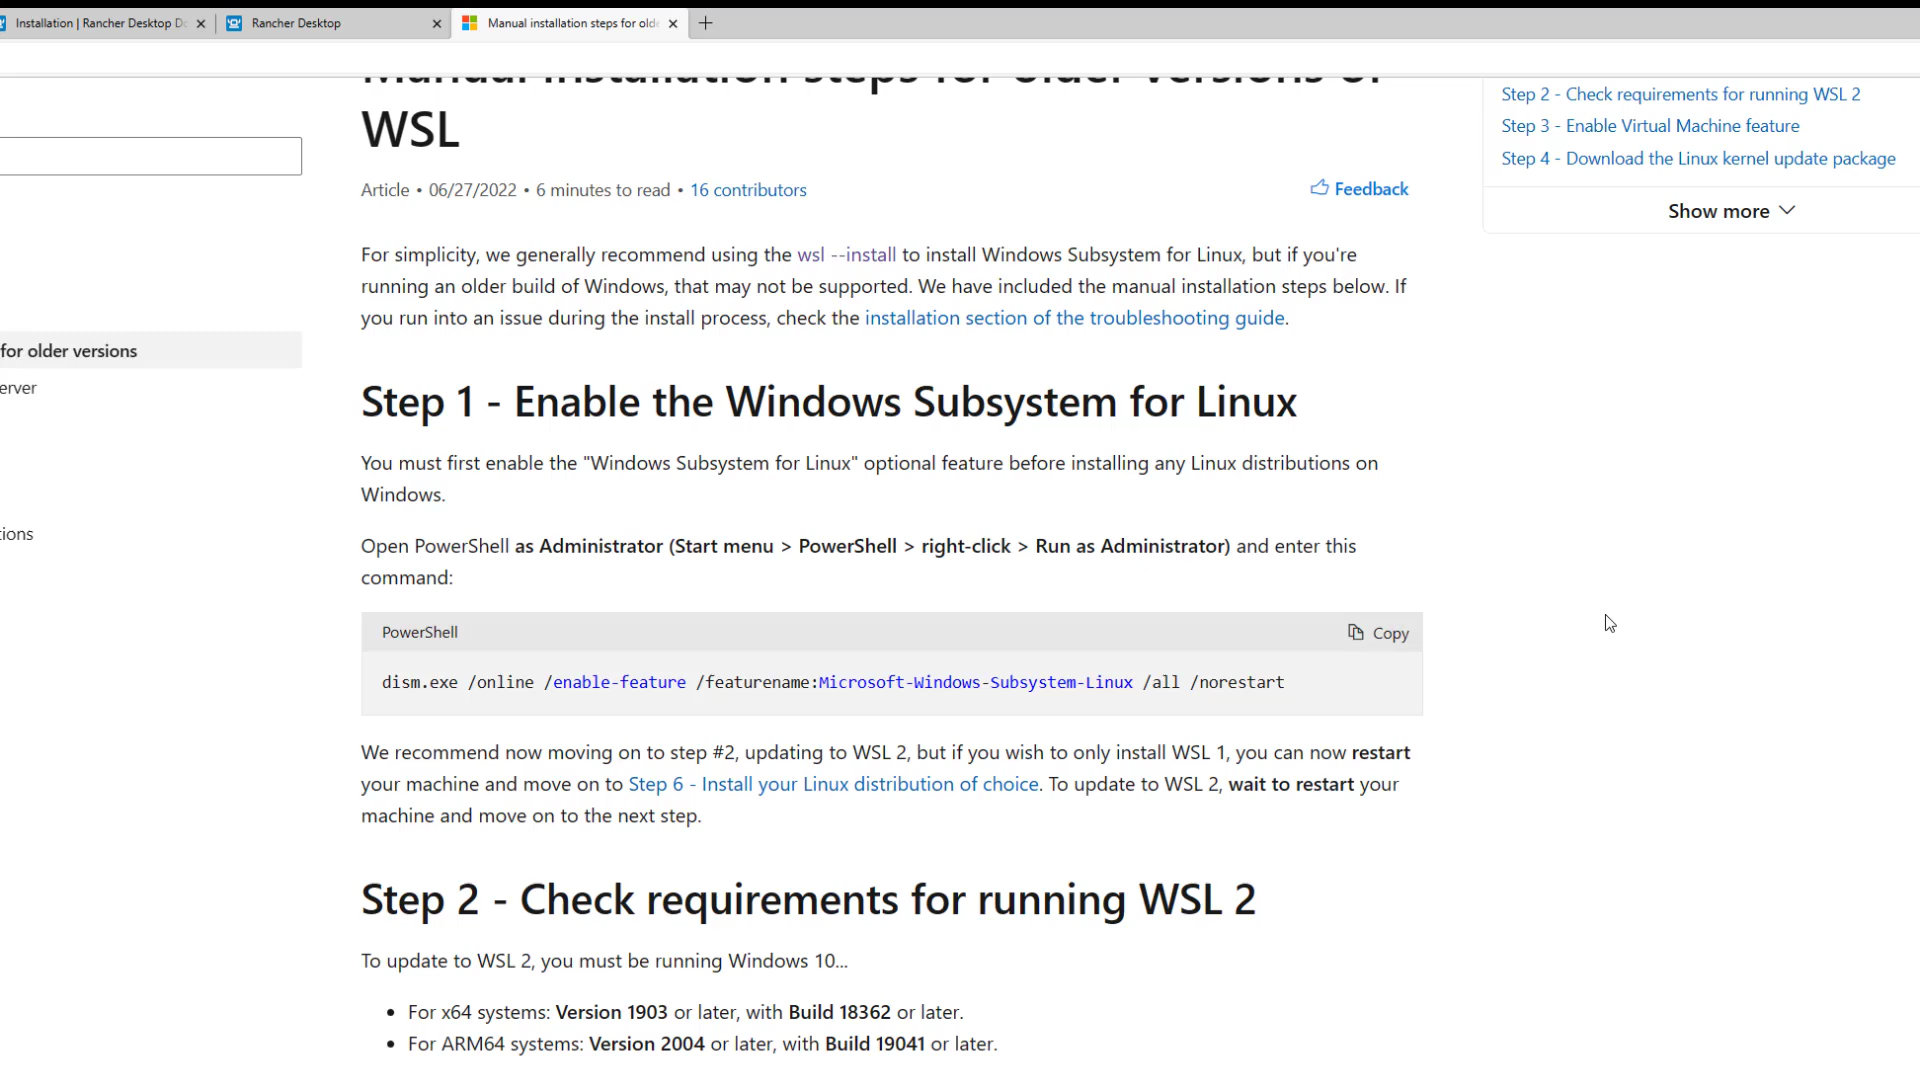 Installation | Rancher Desktop Do
Rancher Desktop
Manual installation steps for olde
Manual installation steps for older versions of
WSL
Article • 06/27/2022 • 6 minutes to read • 16 contributors
Feedback
For simplicity, we generally recommend using the wsl --install to install Windows Subsystem for Linux, but if you're
running an older build of Windows, that may not be supported. We have included the manual installation steps below. If
you run into an issue during the install process, check the installation section of the troubleshooting guide.
Step 1 - Enable the Windows Subsystem for Linux
You must first enable the "Windows Subsystem for Linux" optional feature before installing any Linux distributions on
Windows.
Open PowerShell as Administrator (Start menu > PowerShell > right-click > Run as Administrator) and enter this
command:
PowerShell
Copy
dism.exe /online /enable-feature /featurename:Microsoft-Windows-Subsystem-Linux /all /norestart
We recommend now moving on to step #2, updating to WSL 2, but if you wish to only install WSL 1, you can now restart
your machine and move on to Step 6 - Install your Linux distribution of choice. To update to WSL 2, wait to restart your
machine and move on to the next step.
Step 2 - Check requirements for running WSL 2
To update to WSL 2, you must be running Windows 10...
• For x64 systems: Version 1903 or later, with Build 18362 or later.
• For ARM64 systems: Version 2004 or later, with Build 19041 or later.
for older versions
erver
tions
Step 2 - Check requirements for running WSL 2
Step 3 - Enable Virtual Machine feature
Step 4 - Download the Linux kernel update package
Show more